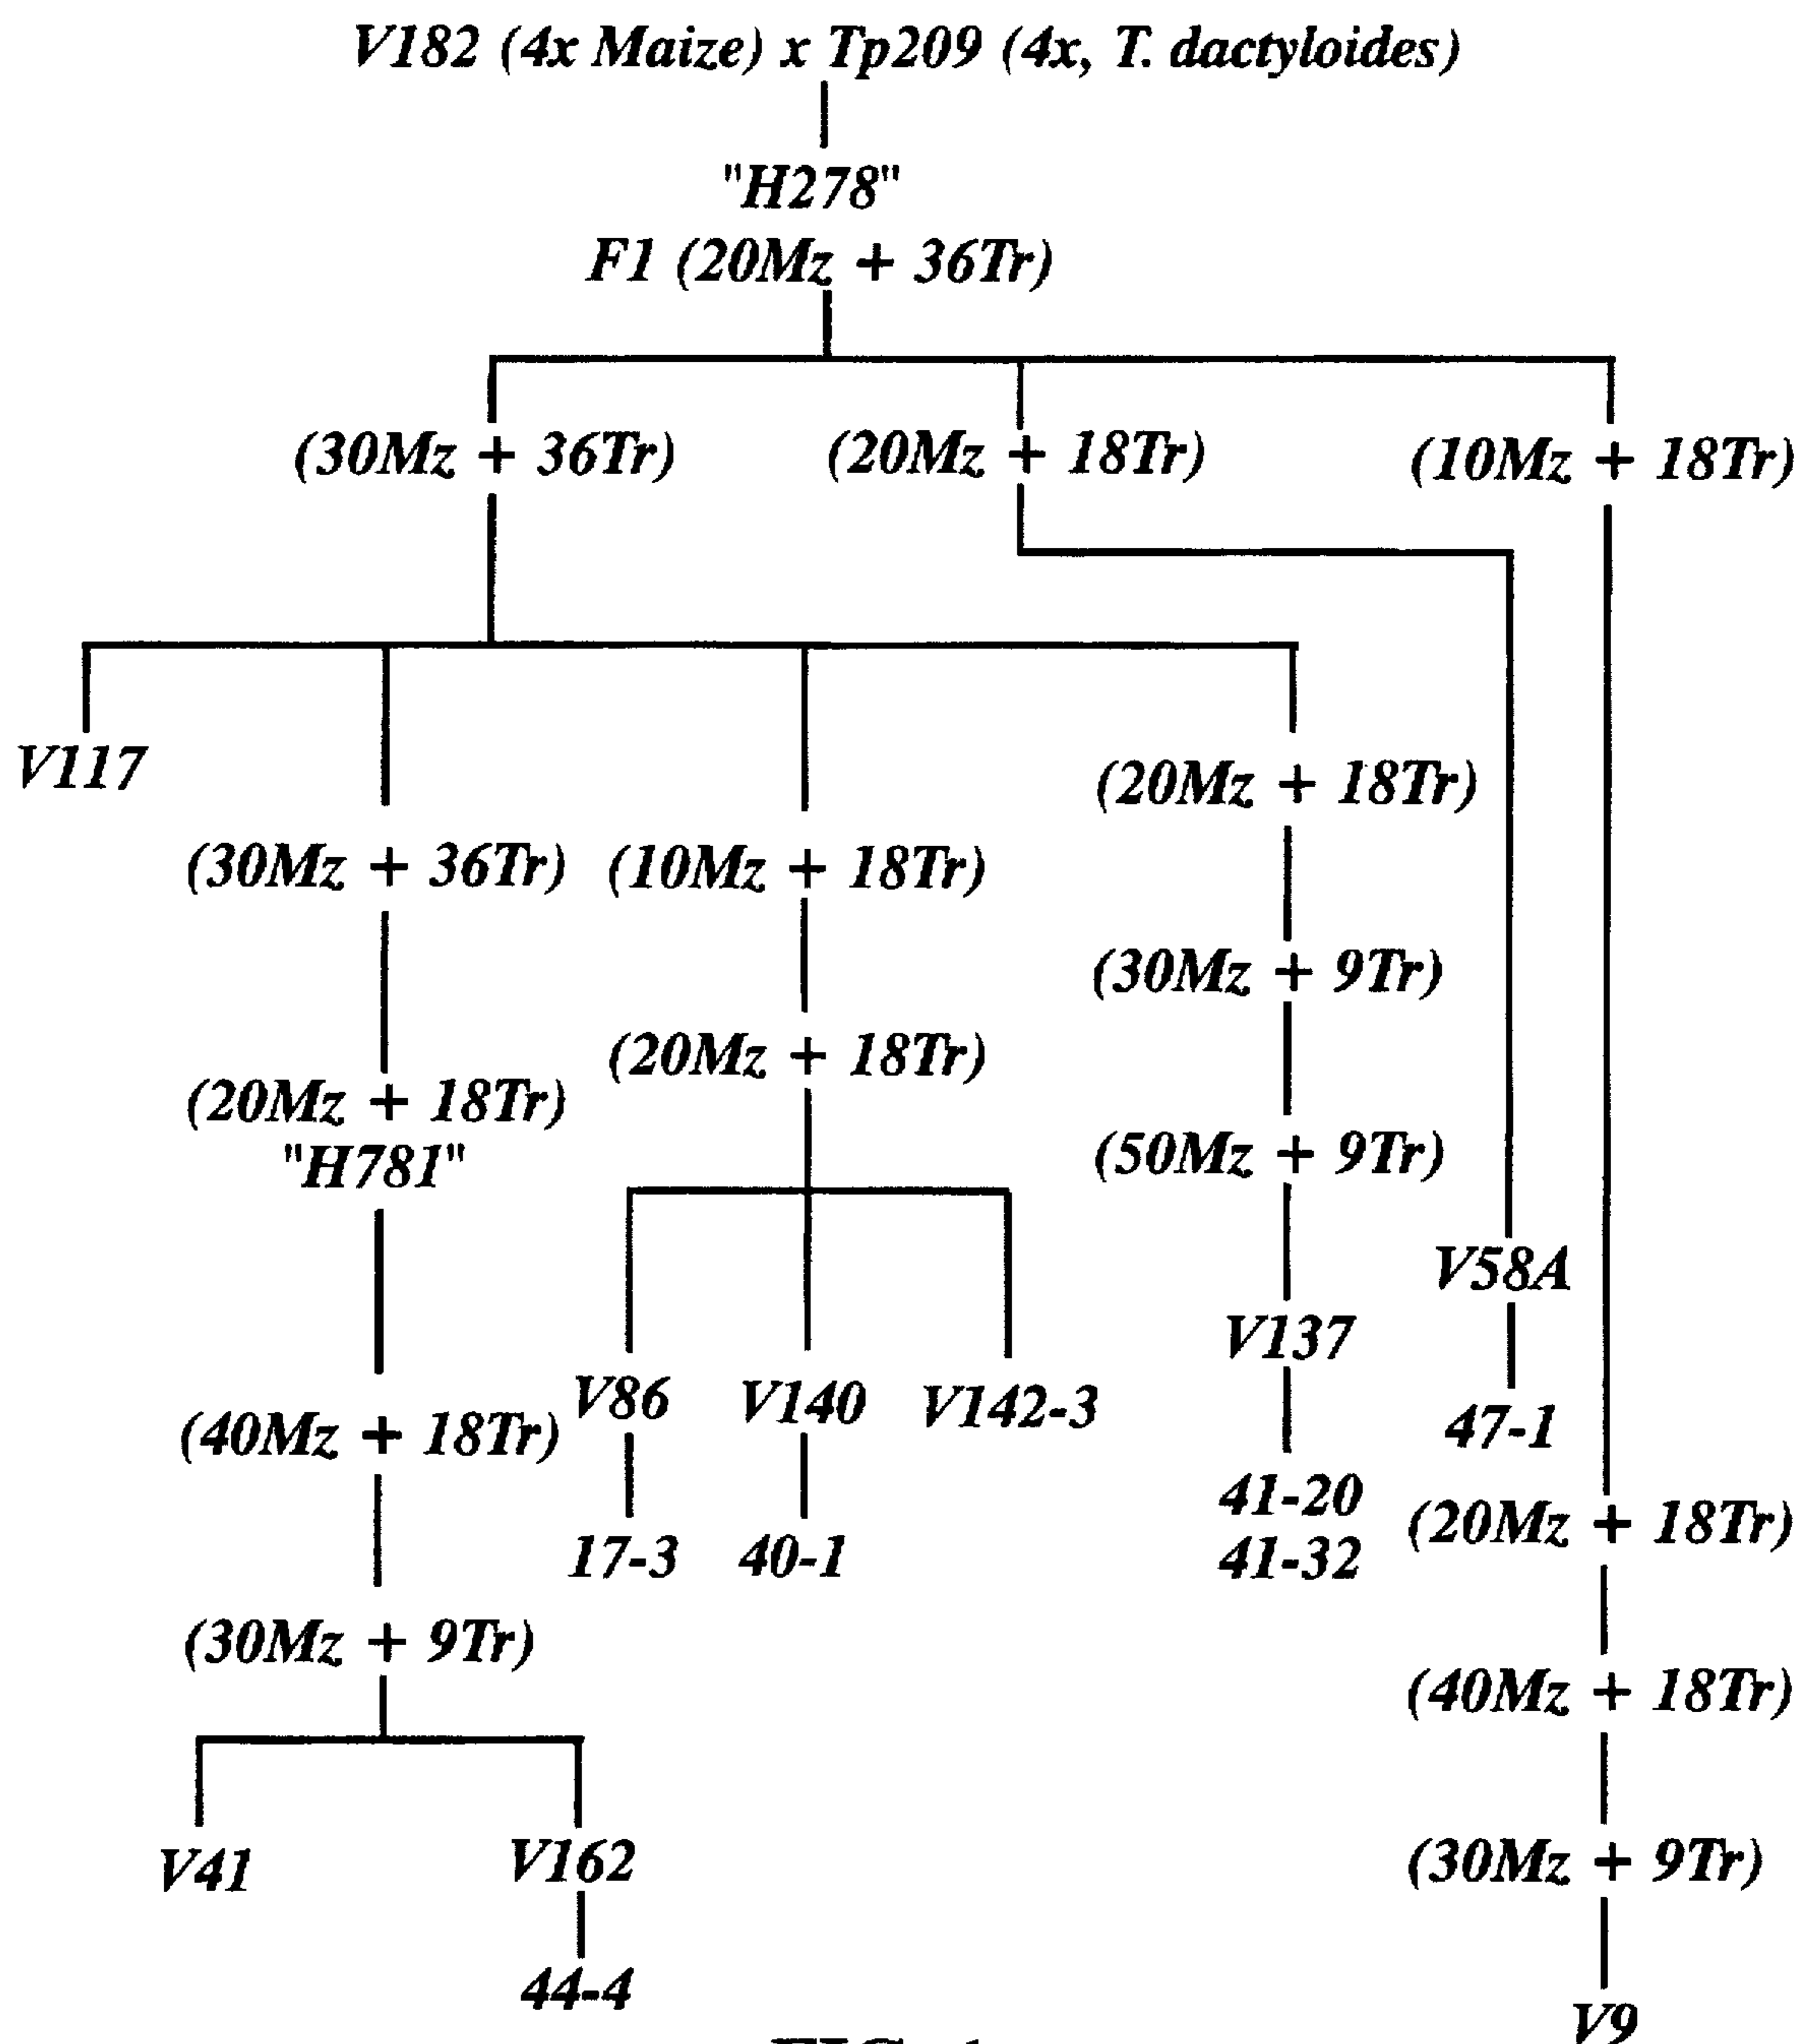 V182 (4x Maize) x Tp209 (4x, T. dactyloides)
"H278"
F1 (20Mz + 36Tr)
(30Mz + 36Tr) (20Mz + 18Tr) (10Mz + 18Tr)
V117
(20Mz + 18Tr)
(30Mz + 36Tr) (10Mz + 18Tr)
(30Mz + 9Tr)
(20Mz + 18Tr)
(20Mz + 18Tr)
"H781"
(50Mz + 9Tr)
V58A
V137
V86 V140 V142-3
(40Mz + 18Tr)
47-1
41-20
41-32
(20Mz + 18Tr)
17-3 40-1
(30Mz + 9Tr)
(40Mz + 18Tr)
V41 V162
(30Mz + 9Tr)
44-4
V9